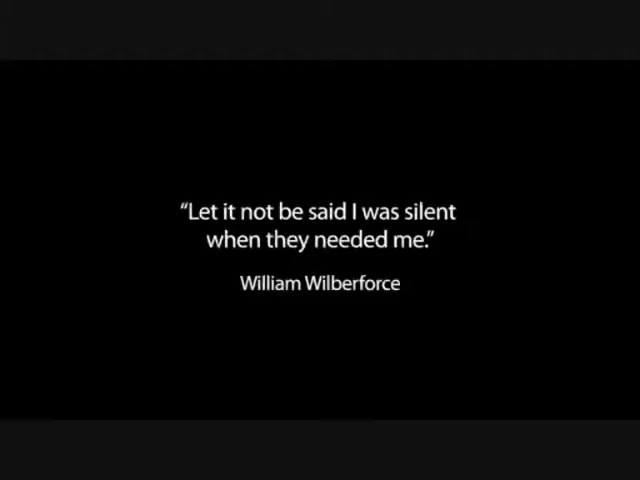 “Let it not be said I was silent
when they needed me.”
William Wilberforce